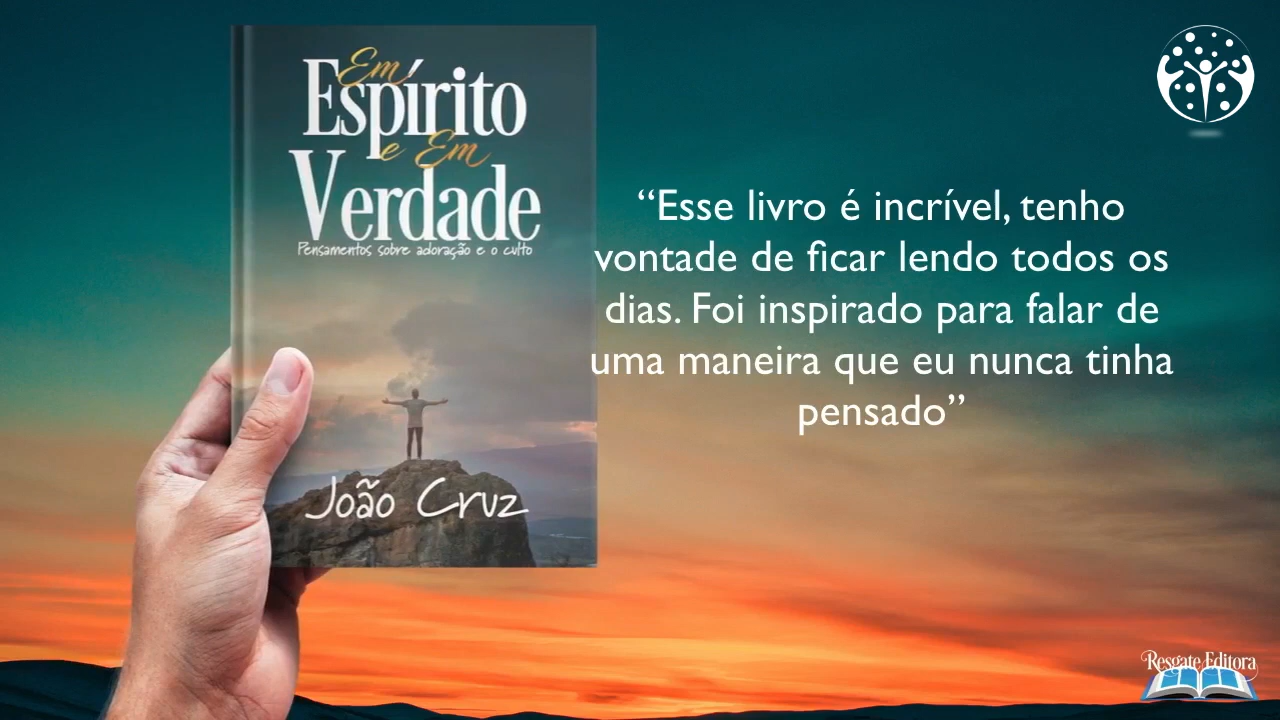 Em
Espírito
e Em
Verdade
Pensamentos sobre adoração e o culto
João Cruz
“Esse livro é incrível, tenho
vontade de ficar lendo todos os
dias. Foi inspirado para falar de
uma maneira que eu nunca tinha
pensado”
Resgate Editora